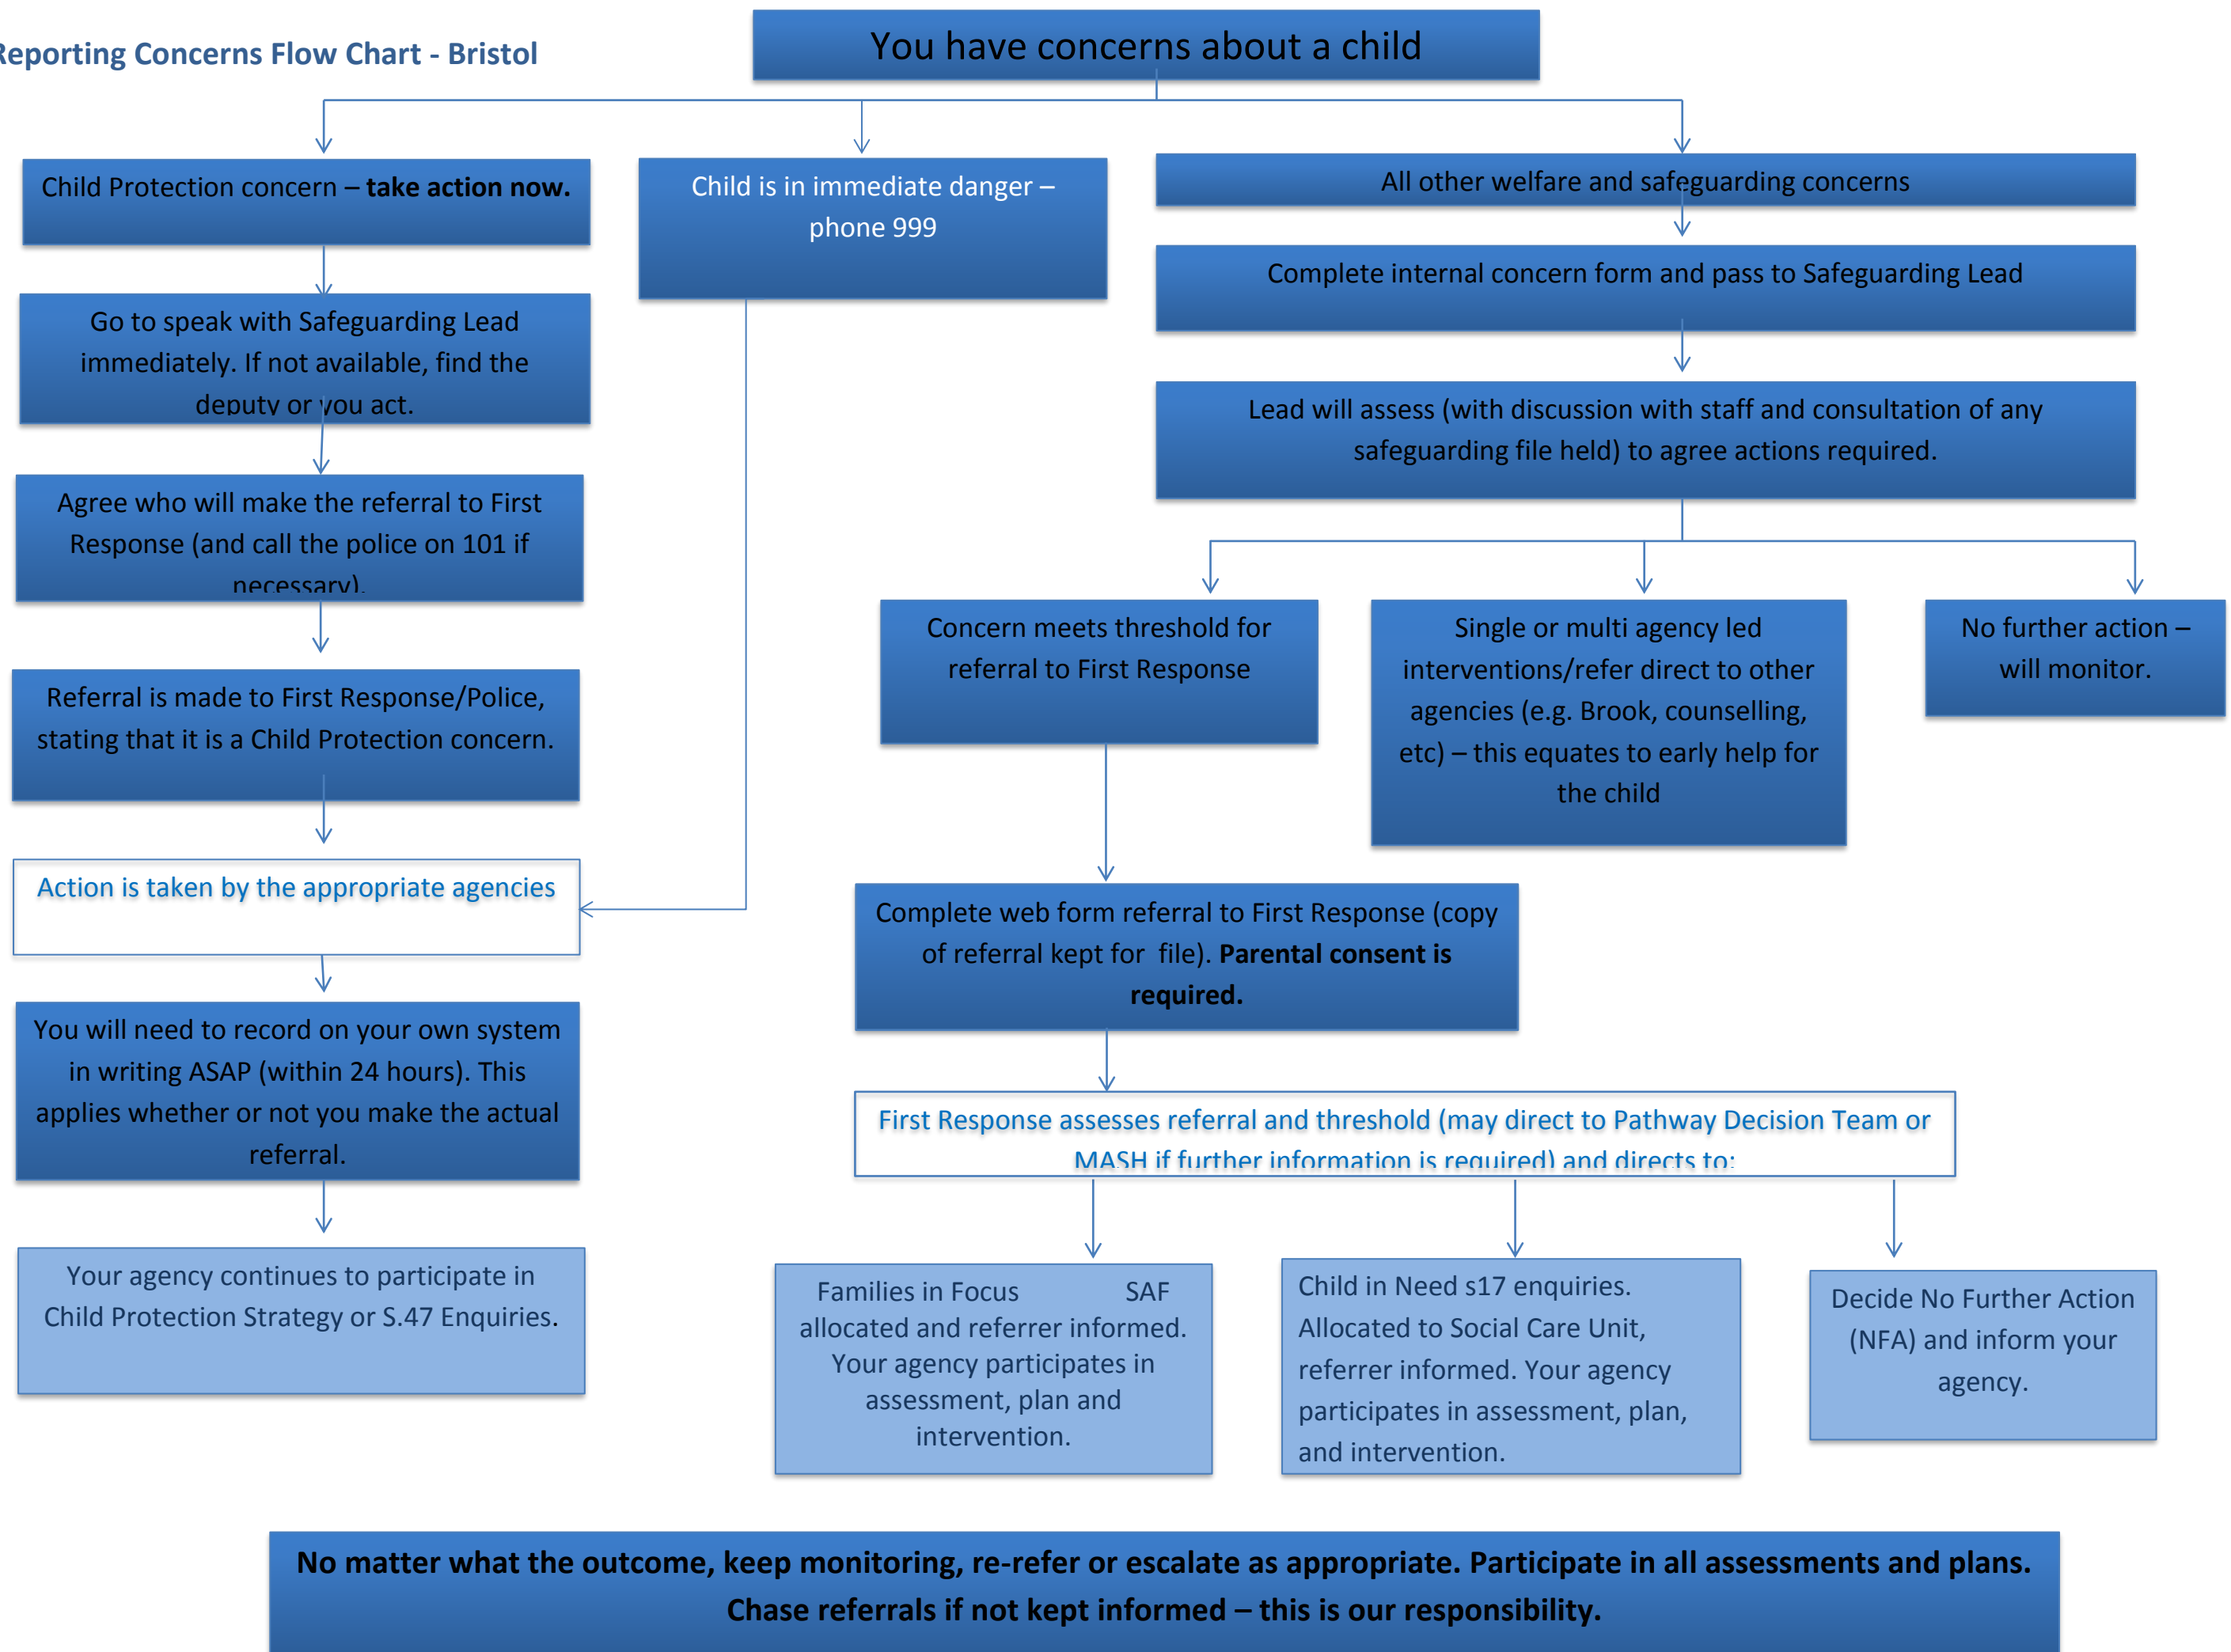 Reporting Concerns Flow Chart - Bristol
You have concerns about a child
Child Protection concern – take action now.
Child is in immediate danger –
phone 999
All other welfare and safeguarding concerns
Go to speak with Safeguarding Lead
immediately. If not available, find the
deputy or you act.
Complete internal concern form and pass to Safeguarding Lead
Lead will assess (with discussion with staff and consultation of any
safeguarding file held) to agree actions required.
Agree who will make the referral to First
Response (and call the police on 101 if
necessary).
Concern meets threshold for
referral to First Response
Single or multi agency led
interventions/refer direct to other
agencies (e.g. Brook, counselling,
etc) – this equates to early help for
the child
No further action –
will monitor.
Referral is made to First Response/Police,
stating that it is a Child Protection concern.
Action is taken by the appropriate agencies
Complete web form referral to First Response (copy
of referral kept for file). Parental consent is
required.
You will need to record on your own system
in writing ASAP (within 24 hours). This
applies whether or not you make the actual
referral.
First Response assesses referral and threshold (may direct to Pathway Decision Team or
MASH if further information is required) and directs to:
Your agency continues to participate in
Child Protection Strategy or S.47 Enquiries.
Families in Focus SAF
allocated and referrer informed.
Your agency participates in
assessment, plan and
intervention.
Child in Need s17 enquiries.
Allocated to Social Care Unit,
referrer informed. Your agency
participates in assessment, plan,
and intervention.
Decide No Further Action
(NFA) and inform your
agency.
No matter what the outcome, keep monitoring, re-refer or escalate as appropriate. Participate in all assessments and plans.
Chase referrals if not kept informed – this is our responsibility.